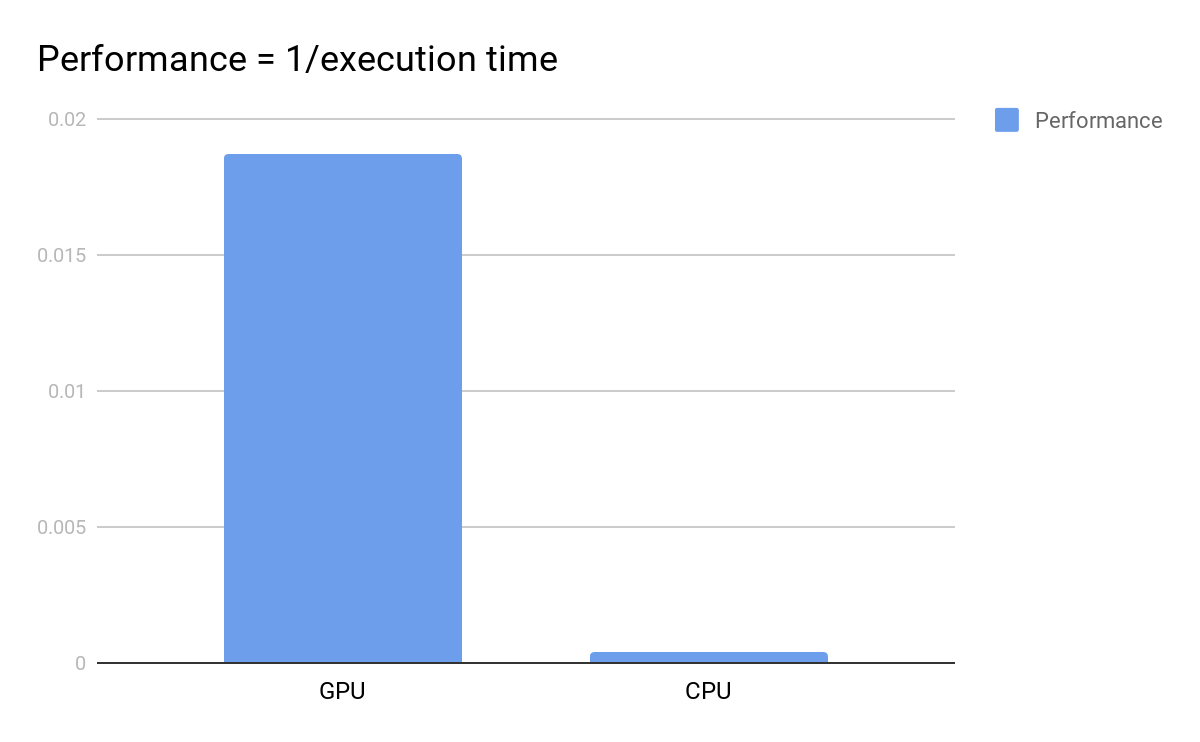 Performance = 1/execution time
0.02
Performance
0.015
0.01
0.005
0
GPU CPU